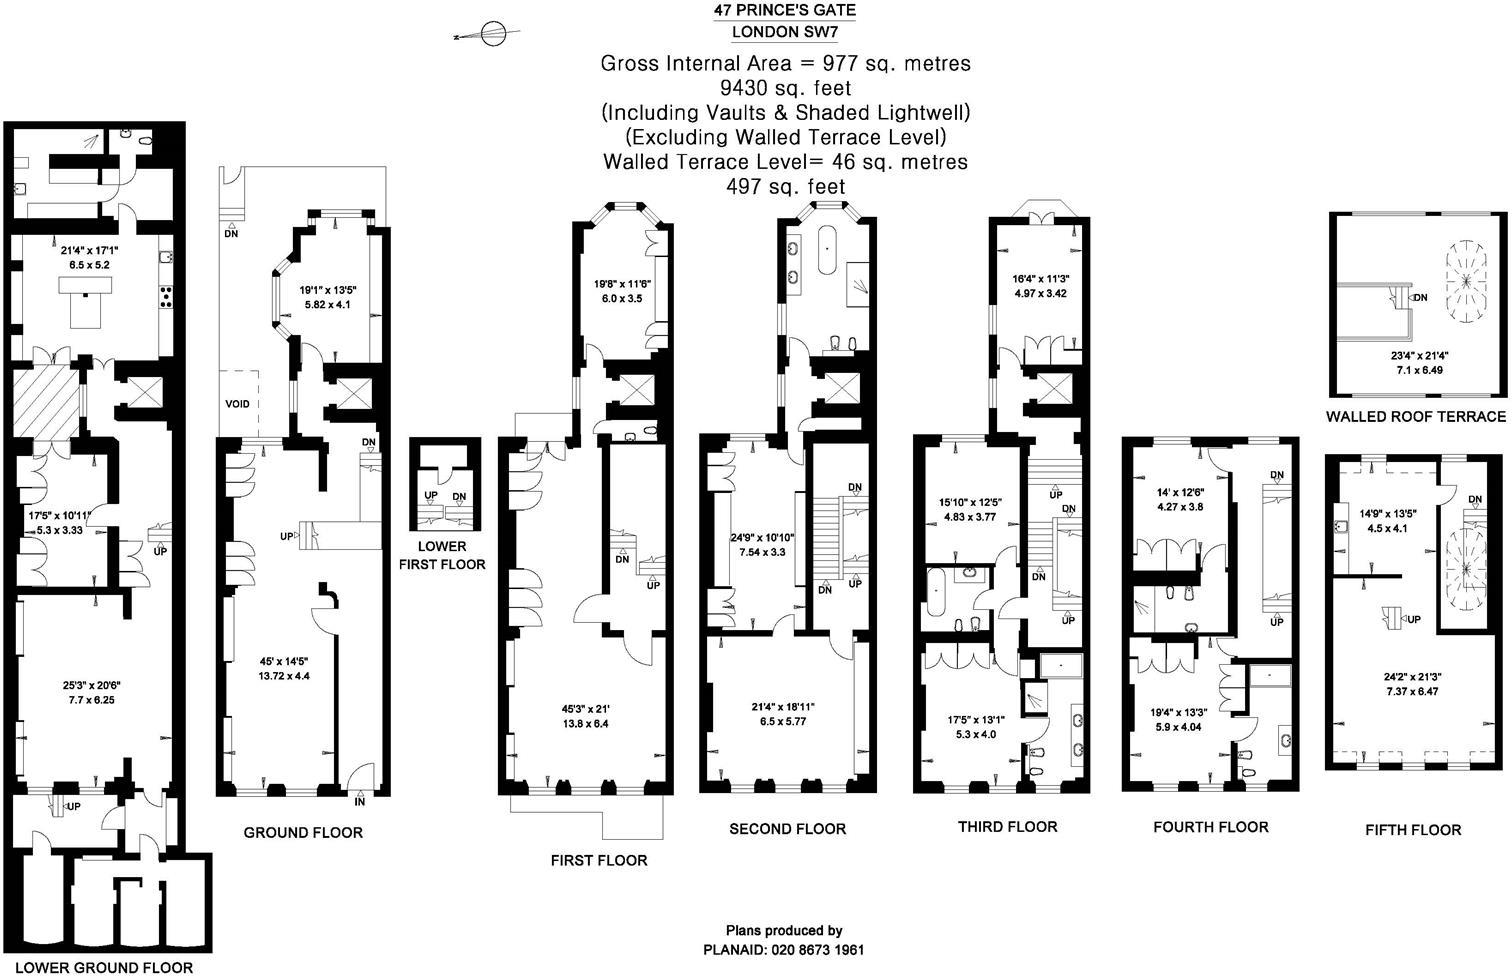 47 PRINCE'S GATE
LONDON SW7
Gross Internal Area = 977 sq. metres
9430 sq. feet
(Including Vaults & Shaded Lightwell)
(Excluding Walled Terrace Level)
Walled Terrace Level= 46 sq. metres
497 sq. feet
N
21'4" x 17'1"
6.5 x 5.2
17'5" x 10'11"
5.3 x 3.33
UP
25'3" x 20'6"
7.7 x 6.25
UP
LOWER GROUND FLOOR
DN
19'1" x 13'5"
5.82 x 4.1
VOID
DN
UP
45' x 14'5"
13.72 x 4.4
IN
GROUND FLOOR
UP
DN
LOWER
FIRST FLOOR
19'8" x 11'6"
6.0 x 3.5
DN
UP
45'3" x 21'
13.8 x 6.4
FIRST FLOOR
DN
24'9" x 10'10"
7.54 x 3.3
DN
UP
21'4" x 18'11"
6.5 x 5.77
SECOND FLOOR
16'4" x 11'3"
4.97 x 3.42
UP
DN
15'10" x 12'5"
4.83 x 3.77
DN
UP
17'5" x 13'1"
5.3 x 4.0
THIRD FLOOR
DN
14' x 12'6"
4.27 x 3.8
UP
19'4" x 13'3"
5.9 x 4.04
FOURTH FLOOR
DN
23'4" x 21'4"
7.1 x 6.49
WALLED ROOF TERRACE
DN
14'9" x 13'5"
4.5 x 4.1
UP
24'2" x 21'3"
7.37 x 6.47
FIFTH FLOOR
Plans produced by
PLANAID: 020 8673 1961